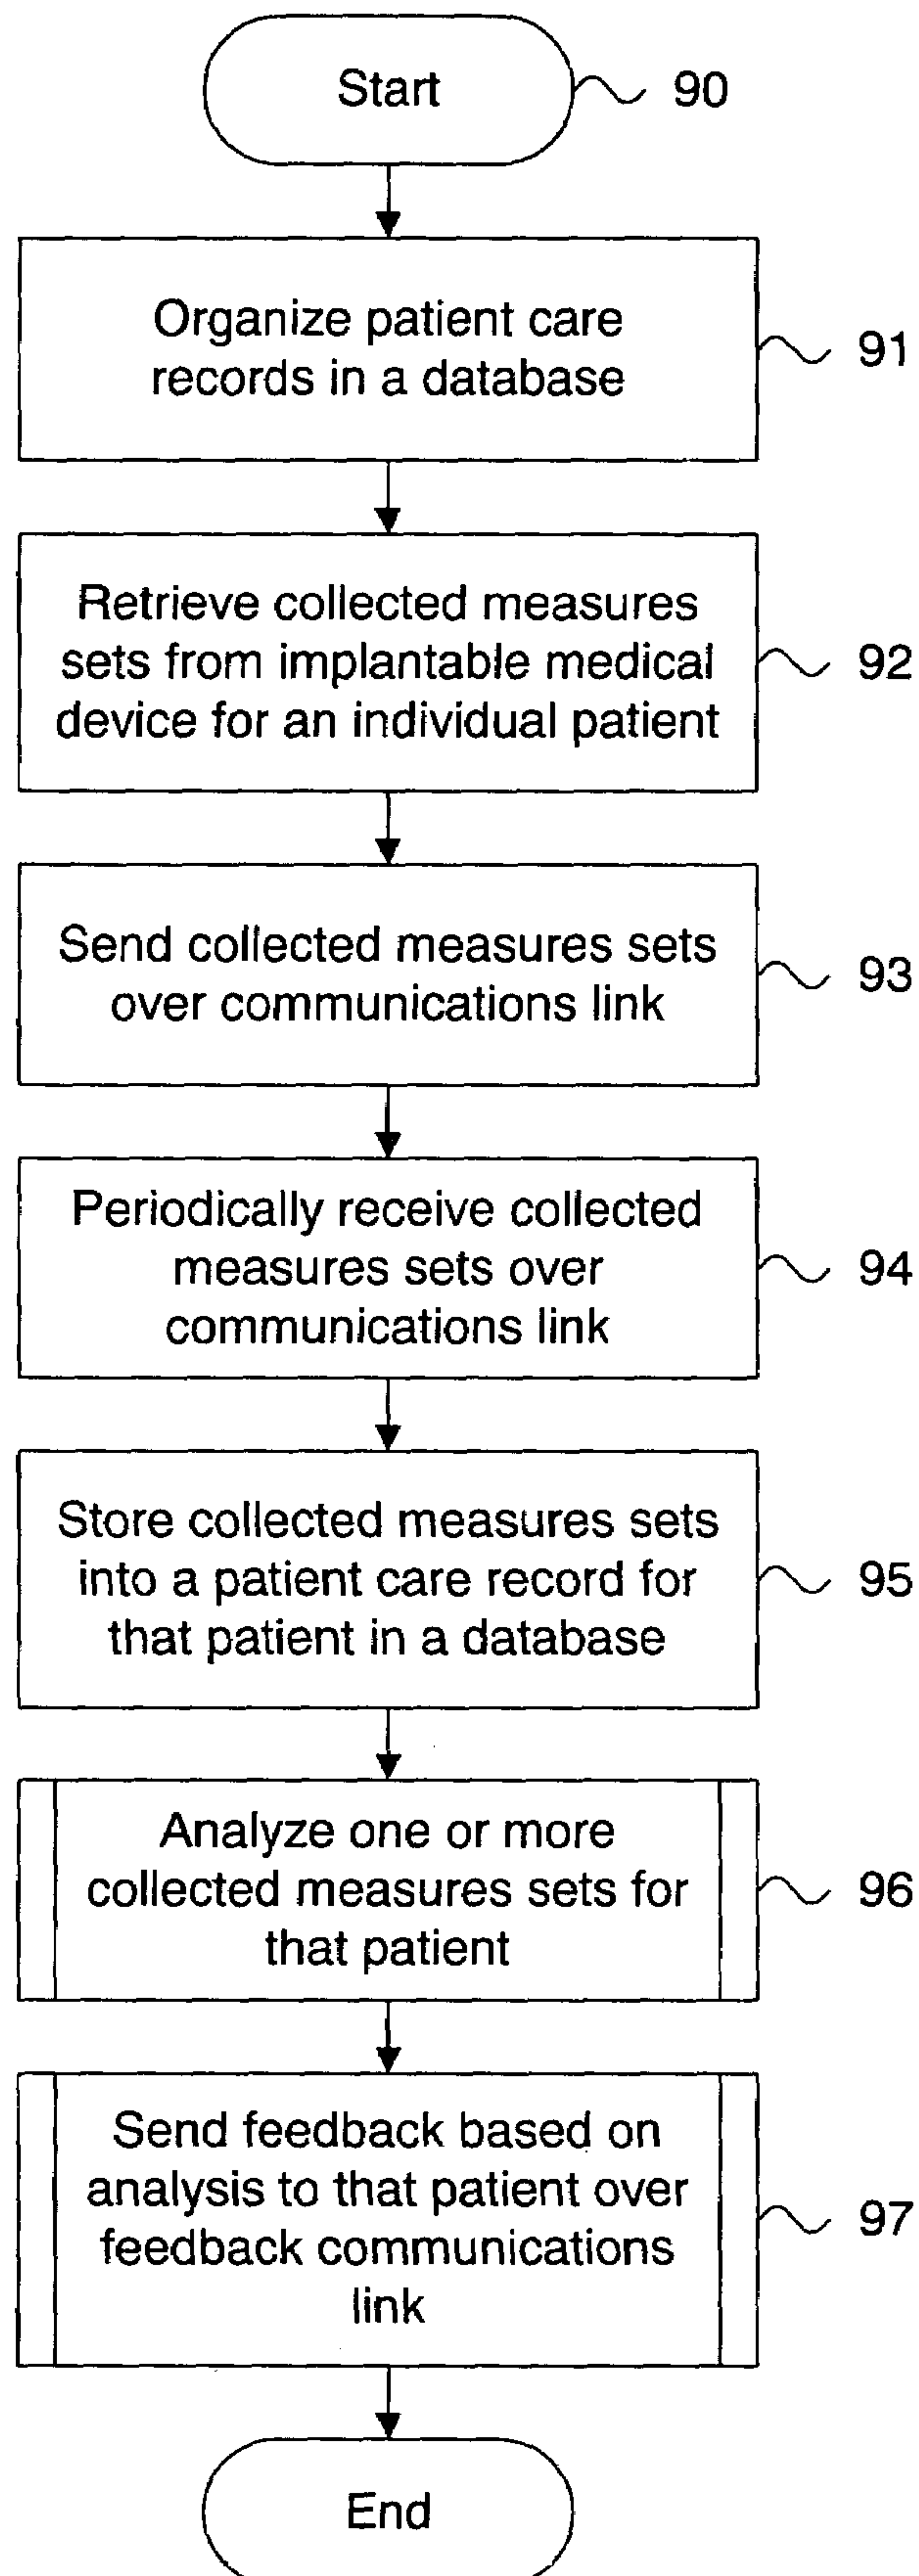 Start
90
Organize patient care
records in a database
91
Retrieve collected measures
sets from implantable medical
device for an individual patient
92
Send collected measures sets
over communications link
93
Periodically receive collected
measures sets over
communications link
94
Store collected measures sets
into a patient care record for
that patient in a database
95
Analyze one or more
collected measures sets for
that patient
96
Send feedback based on
analysis to that patient over
feedback communications
link
97
End